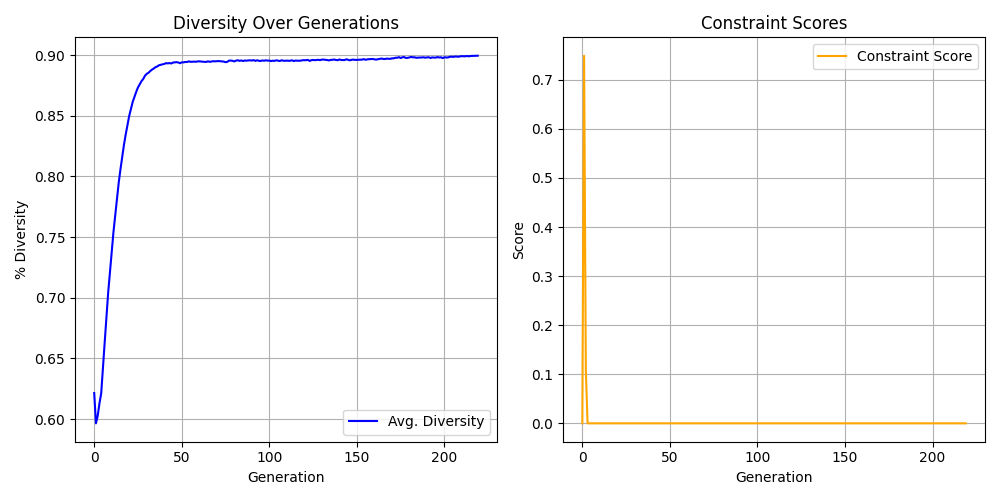 Diversity Over Generations
% Diversity
0.90
0.85
0.80
0.75
0.70
0.65
0.60
Avg. Diversity
0 50 100 150 200
Generation
Constraint Scores
Score
Constraint Score
0.7
0.6
0.5
0.4
0.3
0.2
0.1
0.0
0 50 100 150 200
Generation